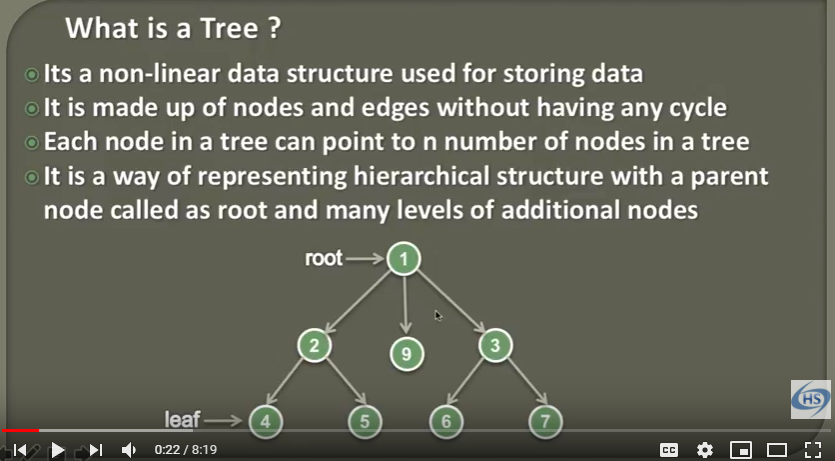 What is a Tree ?
Its a non-linear data structure used for storing data
It is made up of nodes and edges without having any cycle
Each node in a tree can point to n number of nodes in a tree
It is a way of representing hierarchical structure with a parent
node called as root and many levels of additional nodes
root 1
2 9 3
HS
leaf 4 5 6 7
0:22 / 8:19 CC